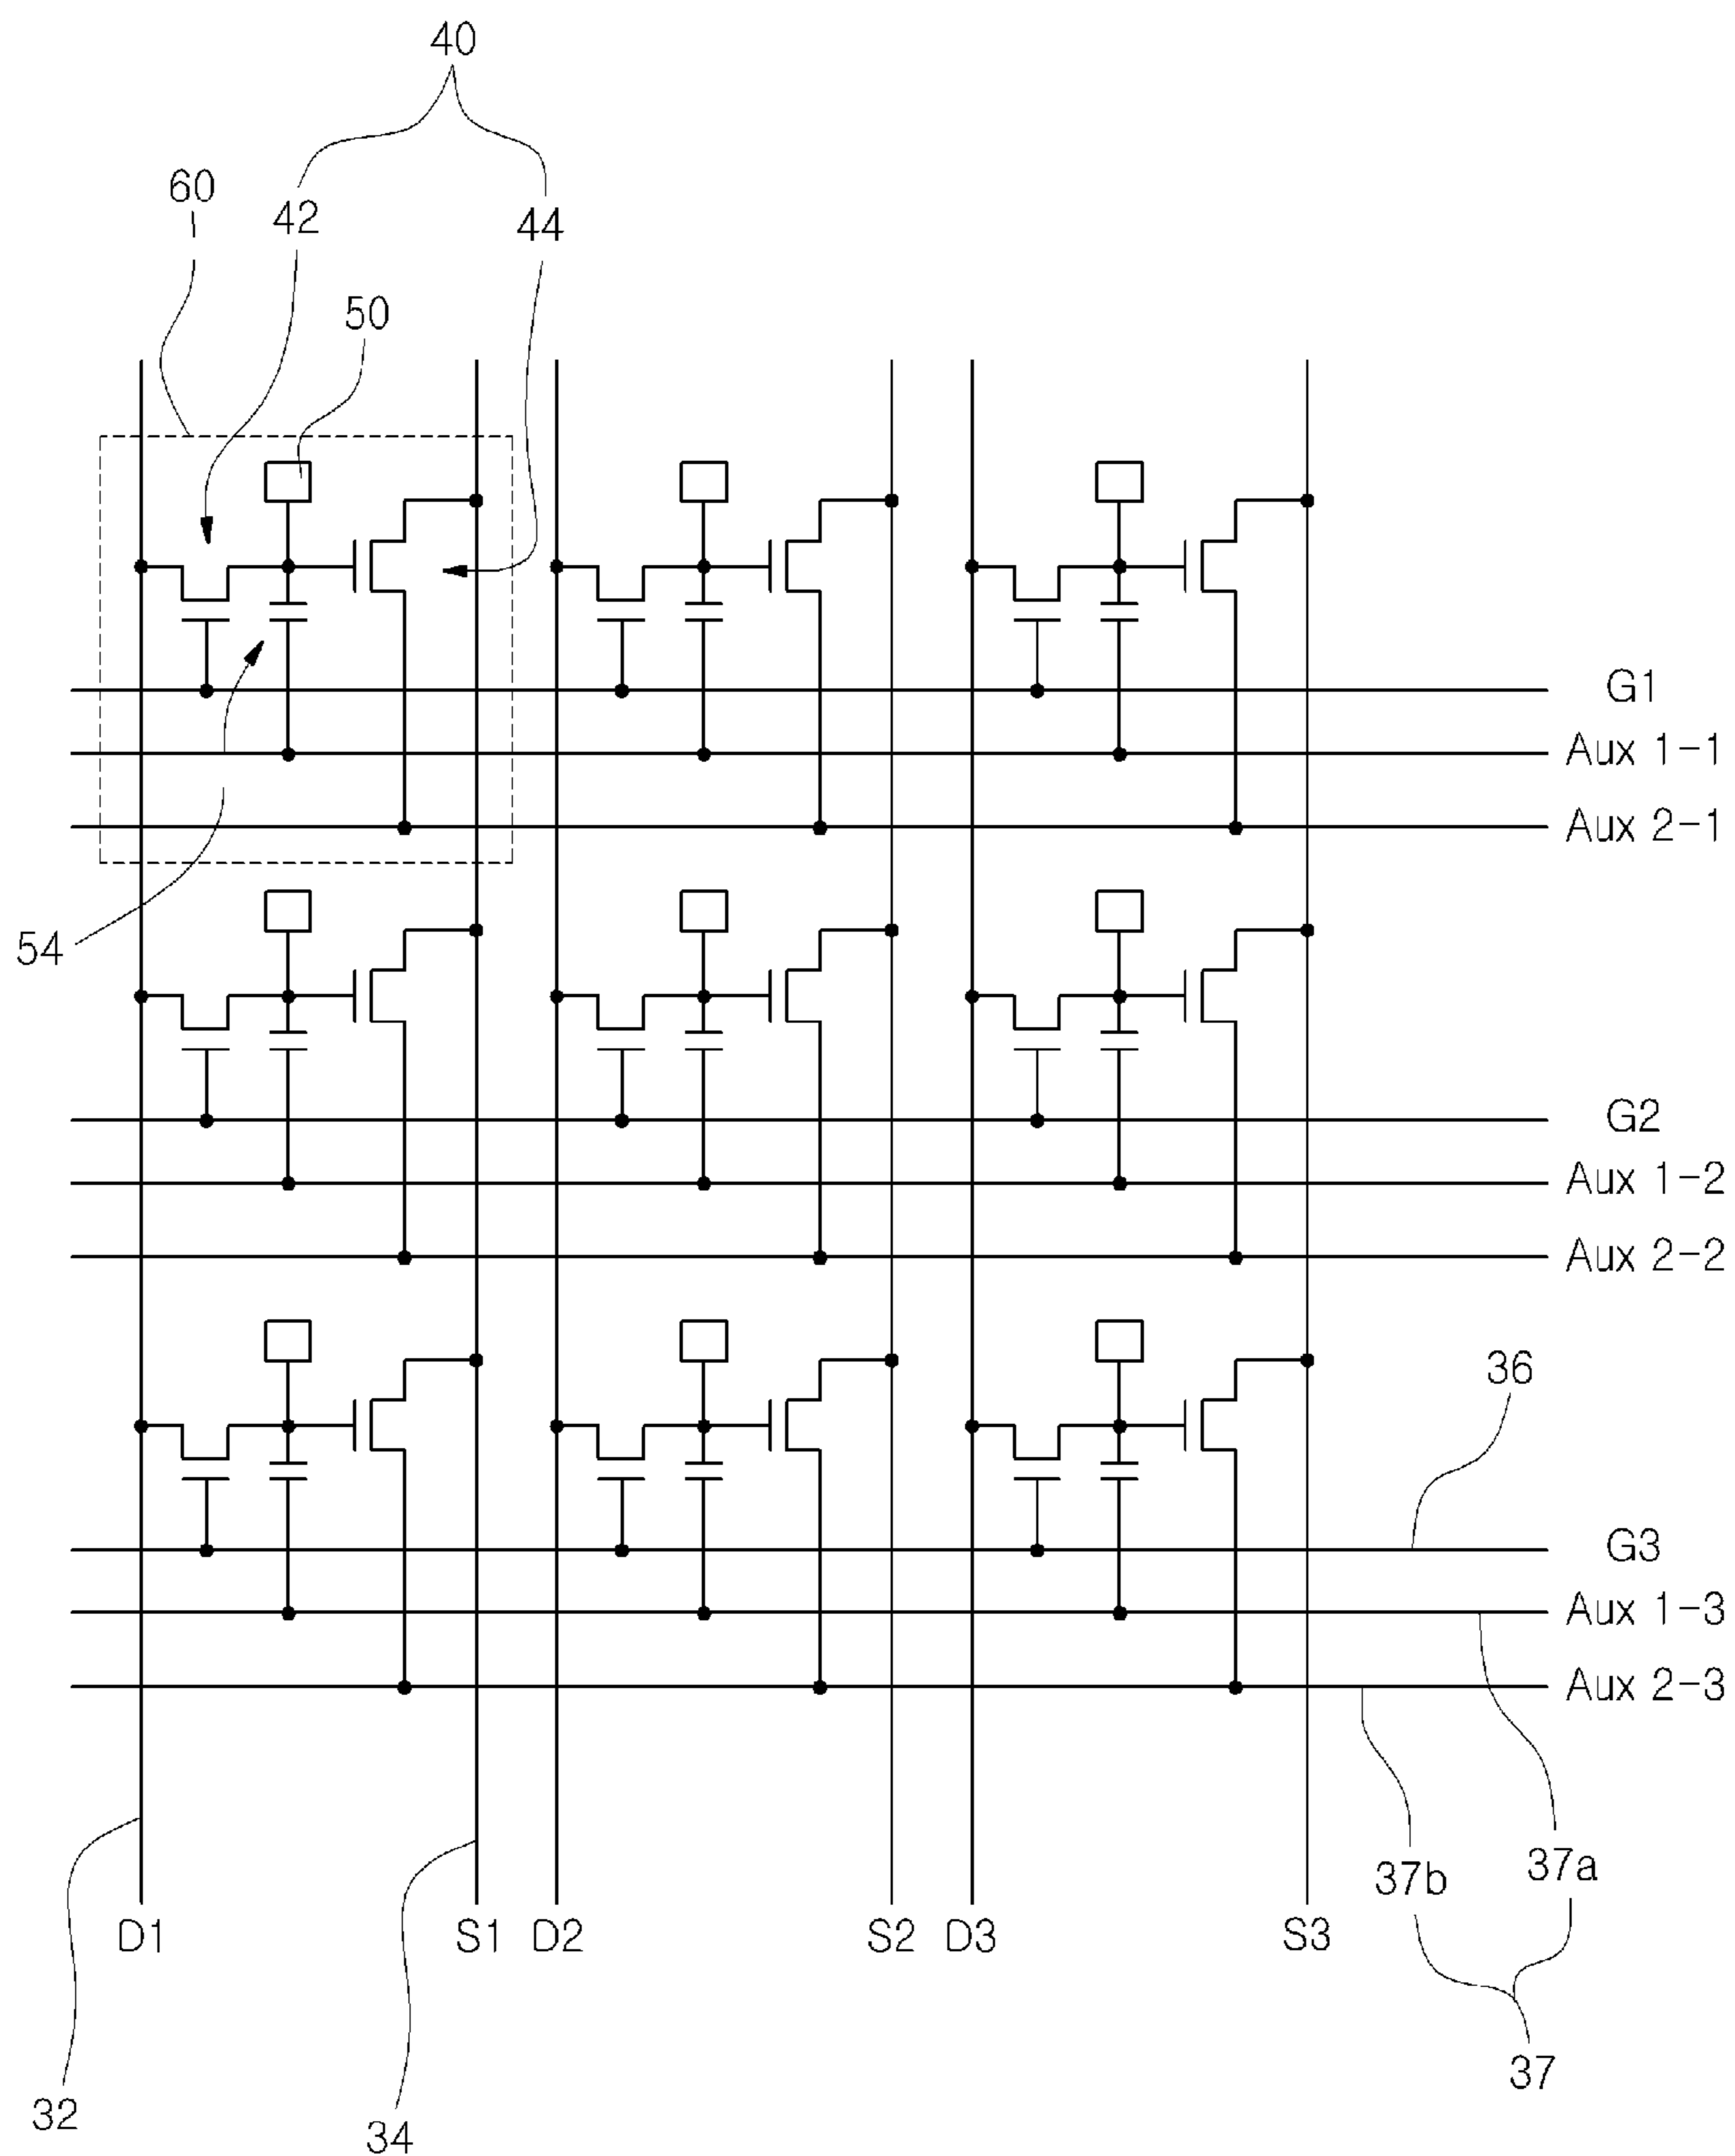 40
60
42
44
50
G1
Aux 1-1
Aux 2-1
54
G2
Aux 1-2
Aux 2-2
36
G3
Aux 1-3
Aux 2-3
37b
37a
D1
S1
D2
S2
D3
S3
37
32
34